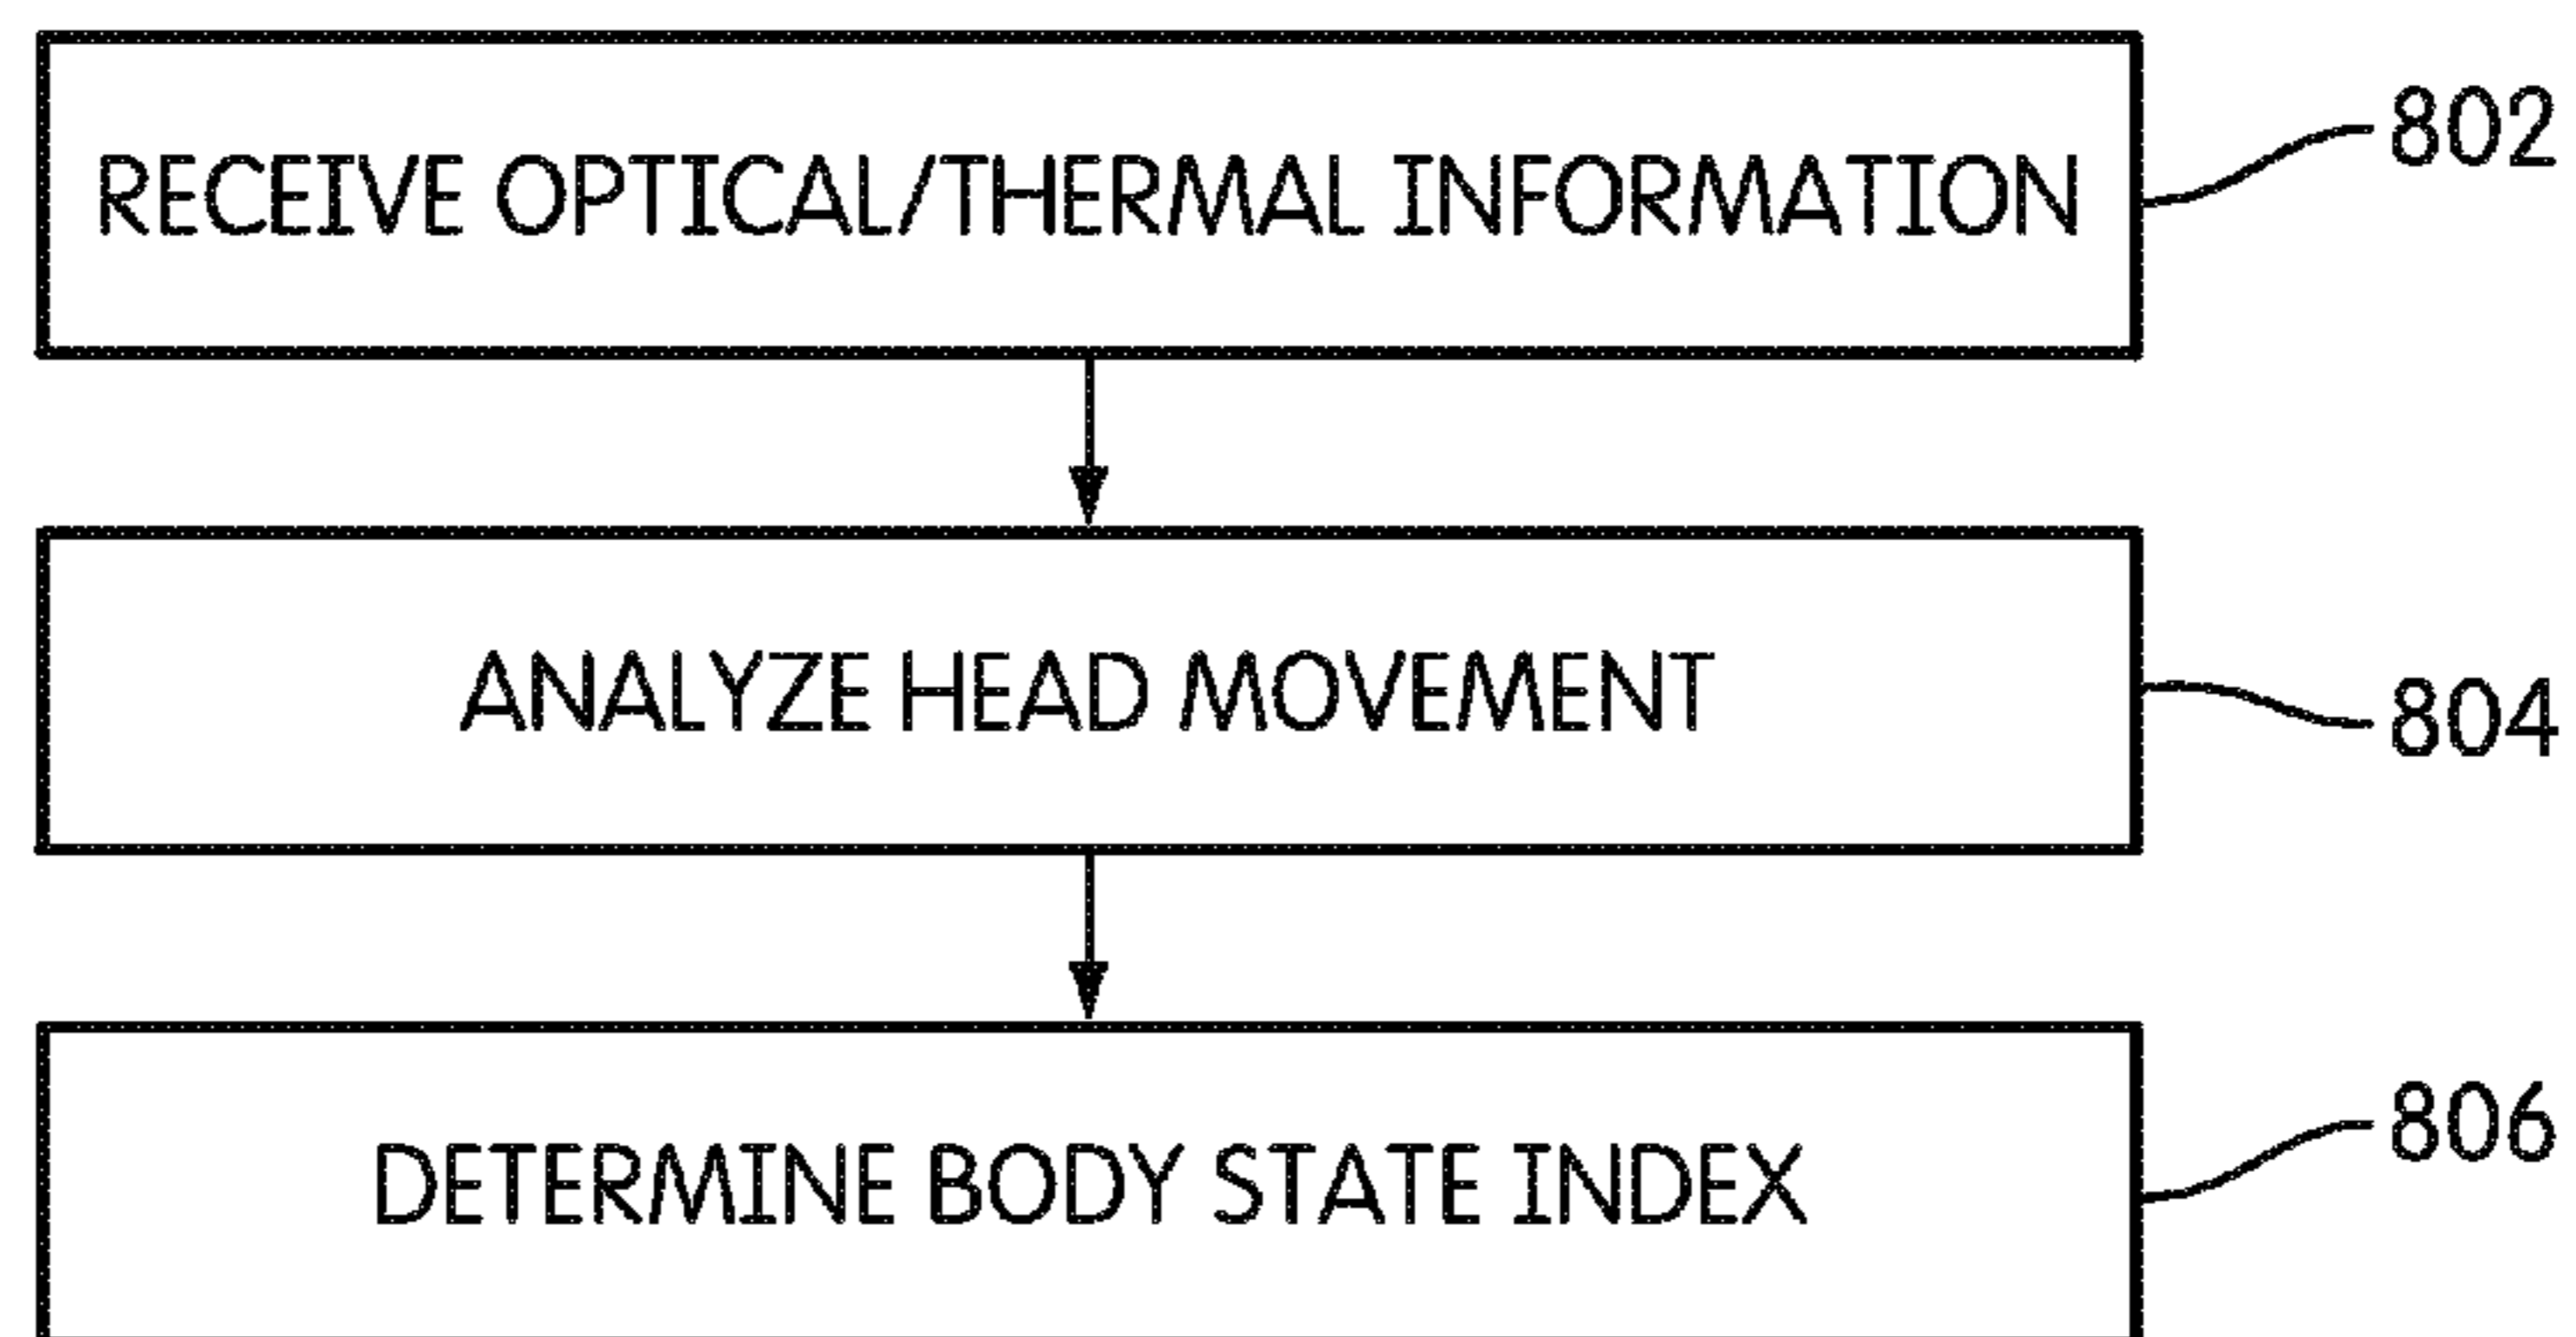 RECEIVE OPTICAL/THERMAL INFORMATION
802
ANALYZE HEAD MOVEMENT
804
DETERMINE BODY STATE INDEX
806